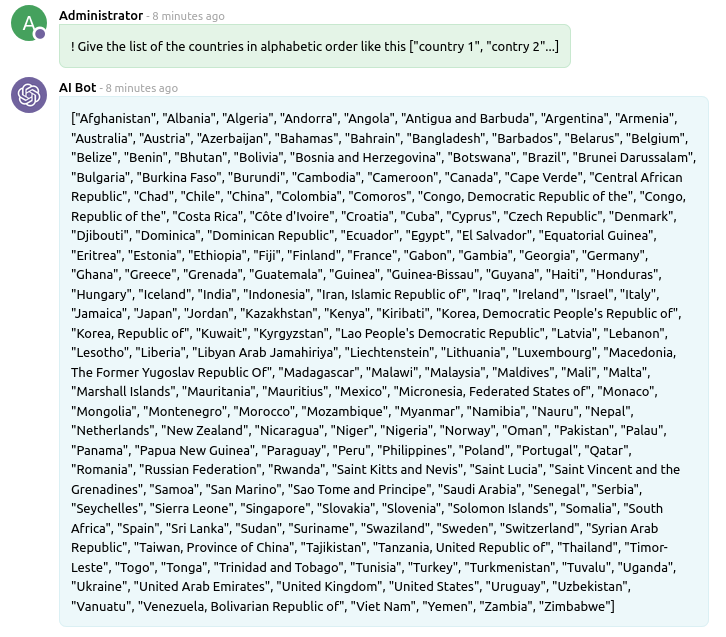 A
Administrator - 8 minutes ago
! Give the list of the countries in alphabetic order like this ["country 1", "contry 2"...]
AI Bot - 8 minutes ago
["Afghanistan", "Albania", "Algeria", "Andorra", "Angola", "Antigua and Barbuda", "Argentina", "Armenia",
"Australia", "Austria", "Azerbaijan", "Bahamas", "Bahrain", "Bangladesh", "Barbados", "Belarus", "Belgium",
"Belize", "Benin", "Bhutan", "Bolivia", "Bosnia and Herzegovina", "Botswana", "Brazil", "Brunei Darussalam",
"Bulgaria", "Burkina Faso", "Burundi", "Cambodia", "Cameroon", "Canada", "Cape Verde", "Central African
Republic", "Chad", "Chile", "China", "Colombia", "Comoros", "Congo, Democratic Republic of the", "Congo,
Republic of the", "Costa Rica", "Côte d'Ivoire", "Croatia", "Cuba", "Cyprus", "Czech Republic", "Denmark",
"Djibouti", "Dominica", "Dominican Republic", "Ecuador", "Egypt", "El Salvador", "Equatorial Guinea",
"Eritrea", "Estonia", "Ethiopia", "Fiji", "Finland", "France", "Gabon", "Gambia", "Georgia", "Germany",
"Ghana", "Greece", "Grenada", "Guatemala", "Guinea", "Guinea-Bissau", "Guyana", "Haiti", "Honduras",
"Hungary", "Iceland", "India", "Indonesia", "Iran, Islamic Republic of", "Iraq", "Ireland", "Israel", "Italy",
"Jamaica", "Japan", "Jordan", "Kazakhstan", "Kenya", "Kiribati", "Korea, Democratic People's Republic of",
"Korea, Republic of", "Kuwait", "Kyrgyzstan", "Lao People's Democratic Republic", "Latvia", "Lebanon",
"Lesotho", "Liberia", "Libyan Arab Jamahiriya", "Liechtenstein", "Lithuania", "Luxembourg", "Macedonia,
The Former Yugoslav Republic Of", "Madagascar", "Malawi", "Malaysia", "Maldives", "Mali", "Malta",
"Marshall Islands", "Mauritania", "Mauritius", "Mexico", "Micronesia, Federated States of", "Monaco",
"Mongolia", "Montenegro", "Morocco", "Mozambique", "Myanmar", "Namibia", "Nauru", "Nepal",
"Netherlands", "New Zealand", "Nicaragua", "Niger", "Nigeria", "Norway", "Oman", "Pakistan", "Palau",
"Panama", "Papua New Guinea", "Paraguay", "Peru", "Philippines", "Poland", "Portugal", "Qatar",
"Romania", "Russian Federation", "Rwanda", "Saint Kitts and Nevis", "Saint Lucia", "Saint Vincent and the
Grenadines", "Samoa", "San Marino", "Sao Tome and Principe", "Saudi Arabia", "Senegal", "Serbia",
"Seychelles", "Sierra Leone", "Singapore", "Slovakia", "Slovenia", "Solomon Islands", "Somalia", "South
Africa", "Spain", "Sri Lanka", "Sudan", "Suriname", "Swaziland", "Sweden", "Switzerland", "Syrian Arab
Republic", "Taiwan, Province of China", "Tajikistan", "Tanzania, United Republic of", "Thailand", "Timor-
Leste", "Togo", "Tonga", "Trinidad and Tobago", "Tunisia", "Turkey", "Turkmenistan", "Tuvalu", "Uganda",
"Ukraine", "United Arab Emirates", "United Kingdom", "United States", "Uruguay", "Uzbekistan",
"Vanuatu", "Venezuela, Bolivarian Republic of", "Viet Nam", "Yemen", "Zambia", "Zimbabwe"]